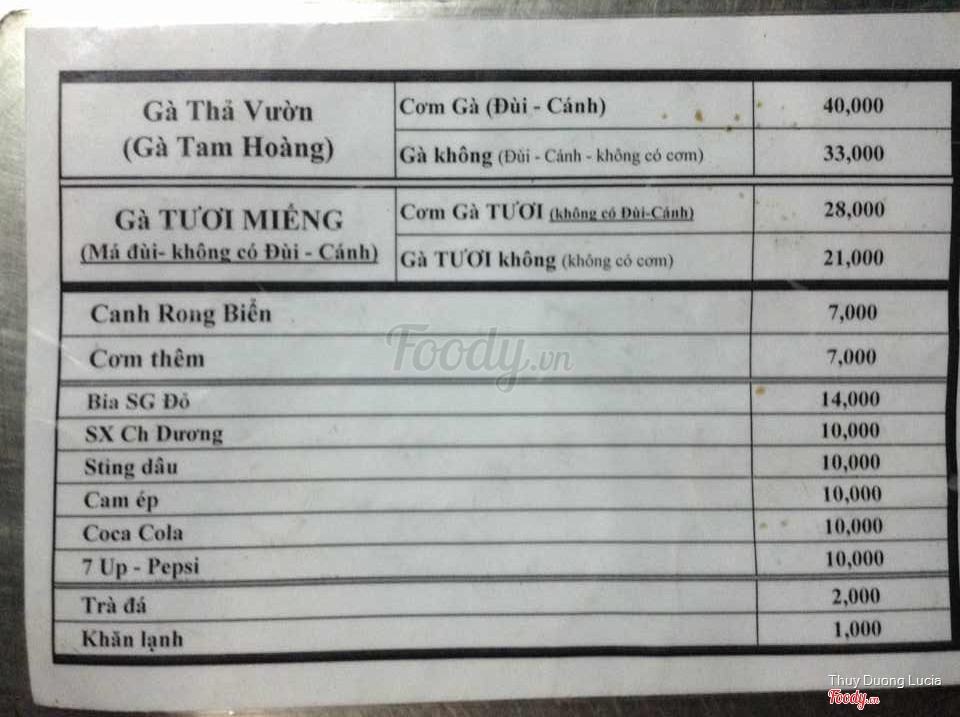 Gà Thả Vườn
(Gà Tam Hoàng)
Cơm Gà (Đùi - Cánh) 40,000
Gà không (Đùi - Cánh - không có cơm) 33,000
Gà TƯƠI MIẾNG
(Má đùi- không có Đùi - Cánh)
Cơm Gà TƯƠI (không có Đùi-Cánh) 28,000
Gà TƯƠI không (không có cơm) 21,000
Canh Rong Biển 7,000
Cơm thêm 7,000
Bia SG Đỏ 14,000
SX Ch Dương 10,000
Sting dâu 10,000
Cam ép 10,000
Coca Cola 10,000
7 Up - Pepsi 10,000
Trà đá 2,000
Khăn lạnh 1,000
Foody.vn
Thuy Duong Lucia
Foody.vn